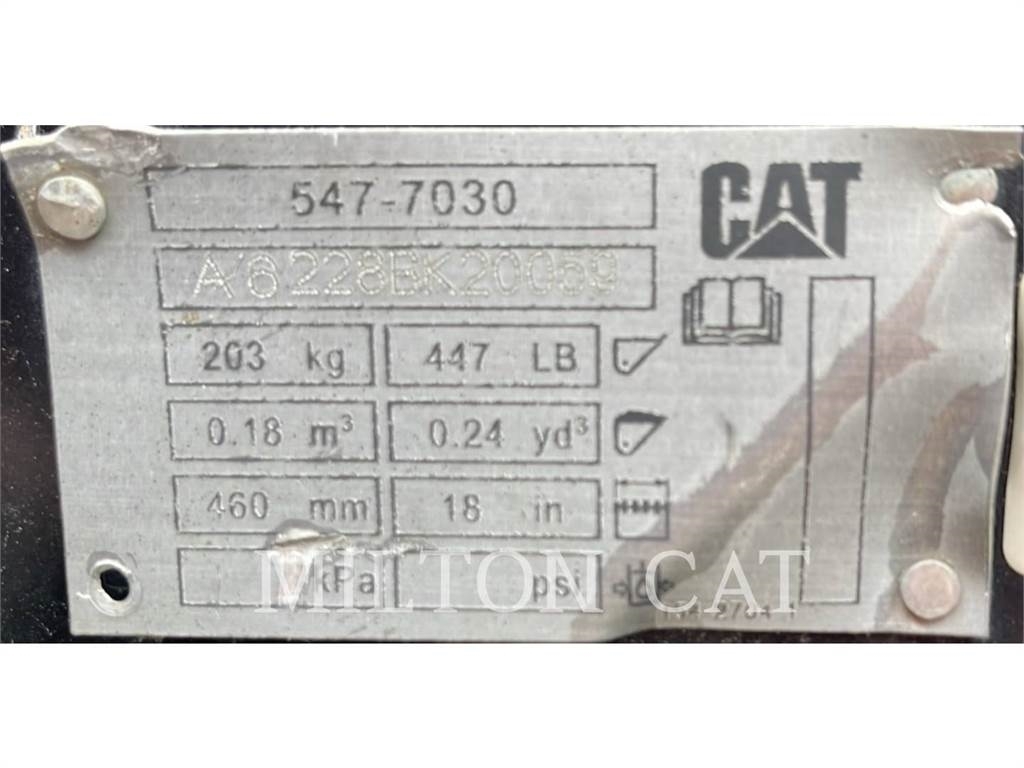 547-7030
CAT
A8228BK20059
203 kg 447 LB
0.18 m³ 0.24 yd³
460 mm 18 in
kPa psi
MILTON CAT